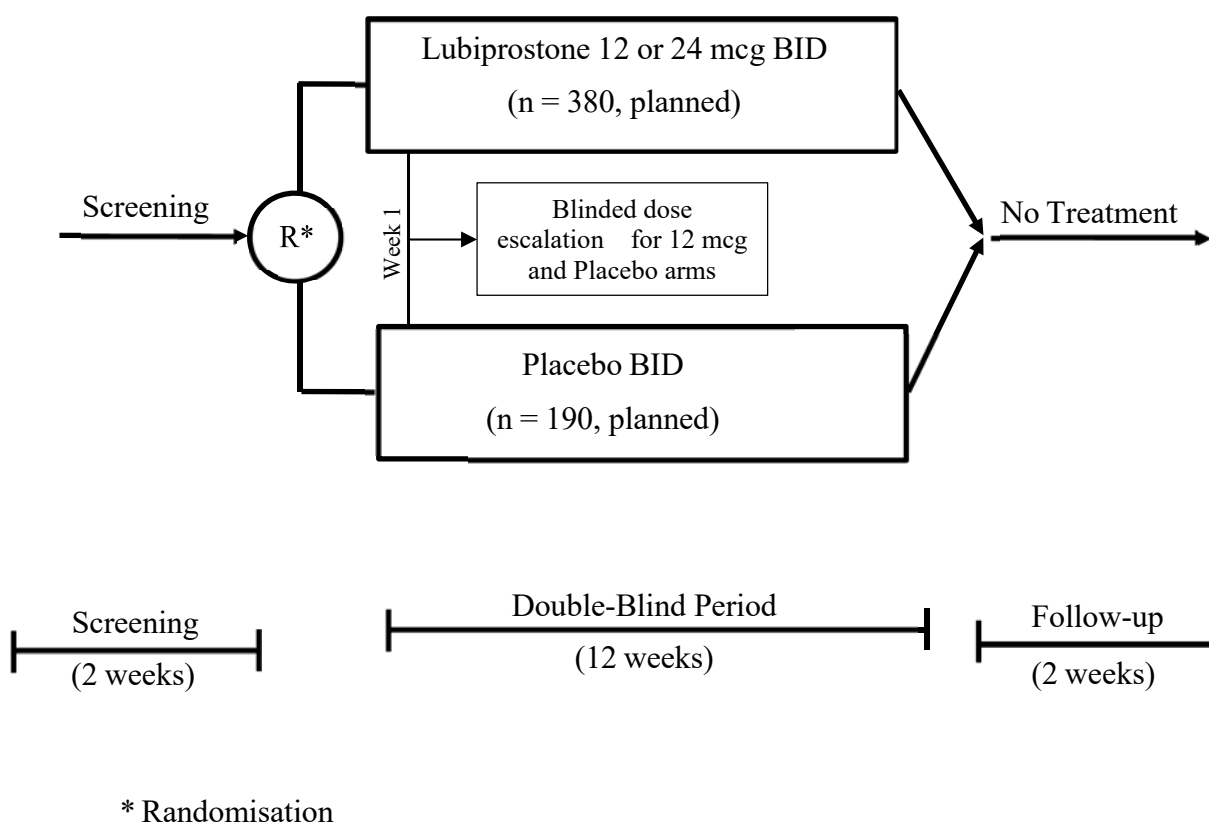 Lubiprostone 12 or 24 mcg BID
(n = 380, planned)
Screening
R*
Week 1
Blinded dose
escalation for 12 mcg
and Placebo arms
No Treatment
Placebo BID
(n = 190, planned)
Screening
(2 weeks)
Double-Blind Period
(12 weeks)
Follow-up
(2 weeks)
* Randomisation